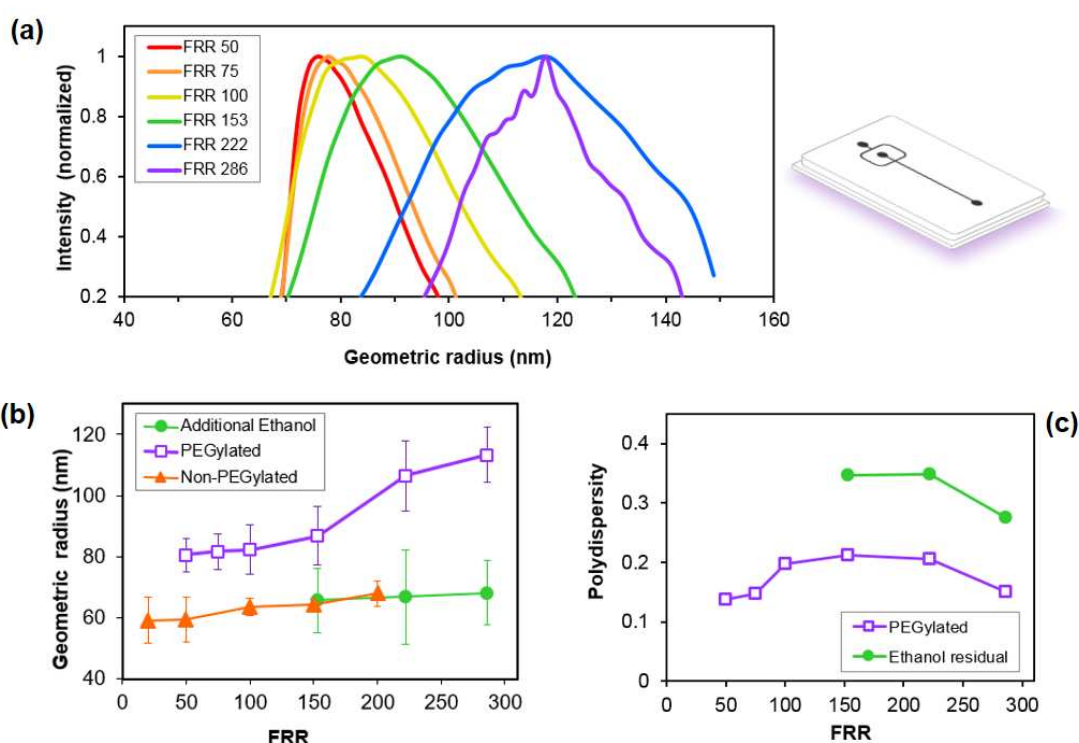 (a)
FRR 50
FRR 75
FRR 100
FRR 153
FRR 222
FRR 286
Intensity (normalized)
1
0.8
0.6
0.4
0.2
40 60 80 100 120 140 160
Geometric radius (nm)
(b)
Additional Ethanol
PEGylated
Non-PEGylated
Geometric radius (nm)
120
100
80
60
40
0 50 100 150 200 250 300
FRR
(c)
Polydispersity
0.4
0.3
0.2
0.1
0
PEGylated
Ethanol residual
0 50 100 150 200 250 300
FRR